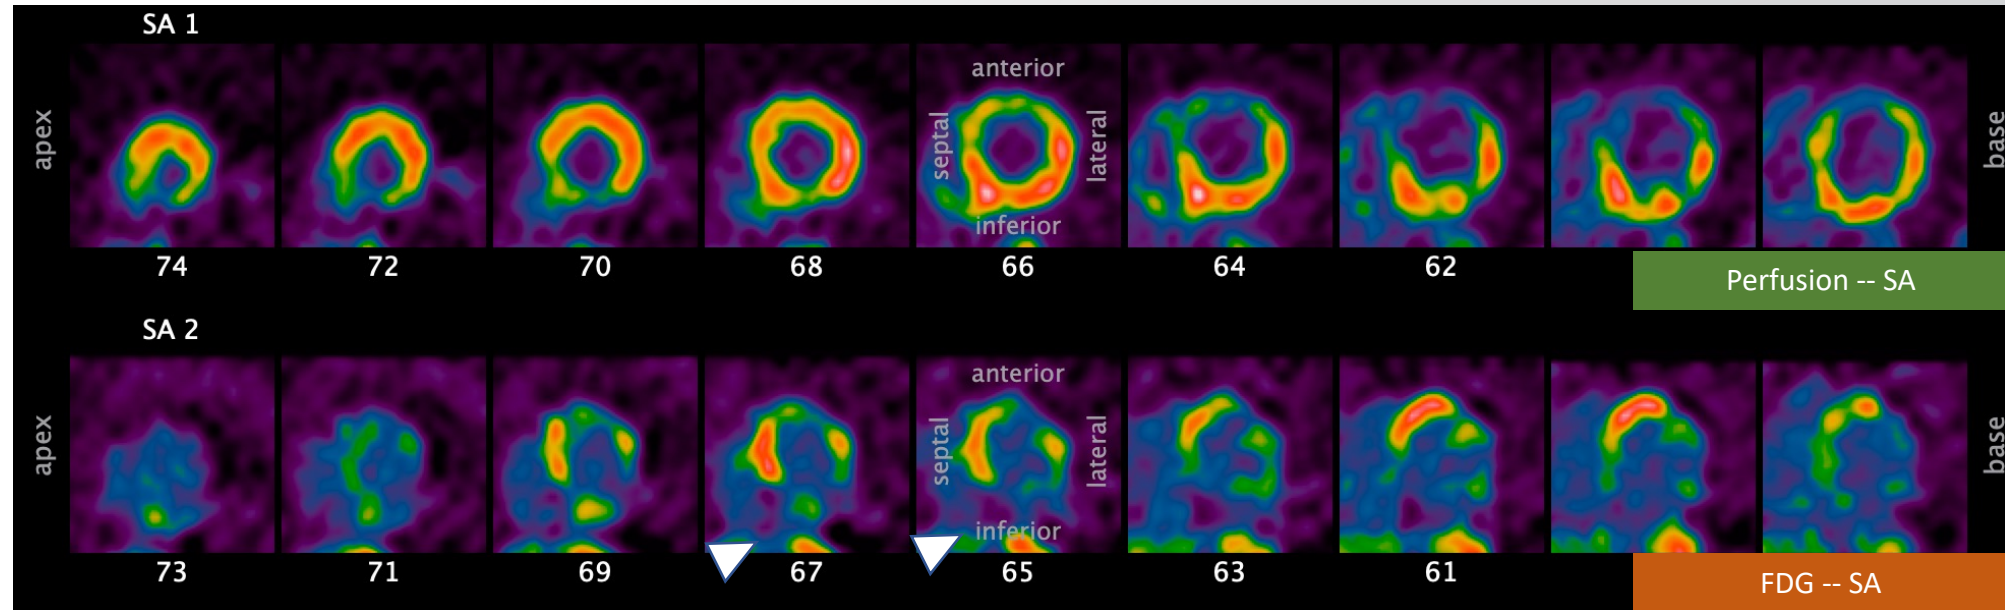 SA 1
apex
anterior
septal
lateral
inferior
base
74 72 70 68 66 64 62
Perfusion -- SA
SA 2
apex
anterior
septal
lateral
inferior
base
73 71 69 67 65 63 61
FDG -- SA